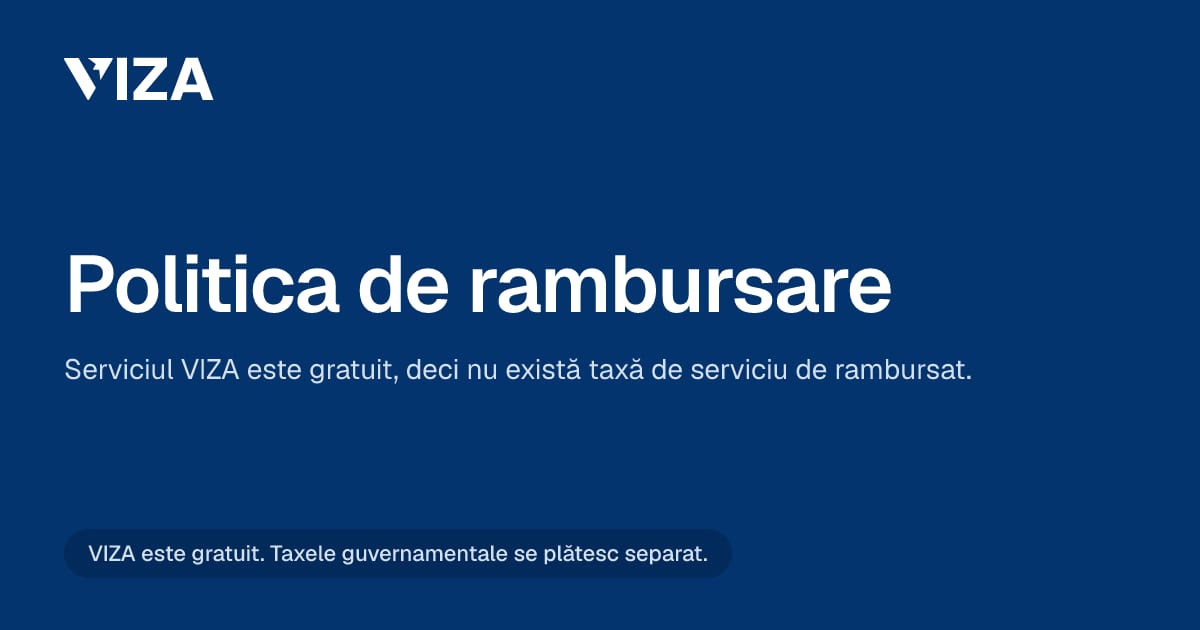 VIZA
Politica de rambursare
Serviciul VIZA este gratuit, deci nu există taxă de serviciu de rambursat.
VIZA este gratuit. Taxele guvernamentale se plătesc separat.